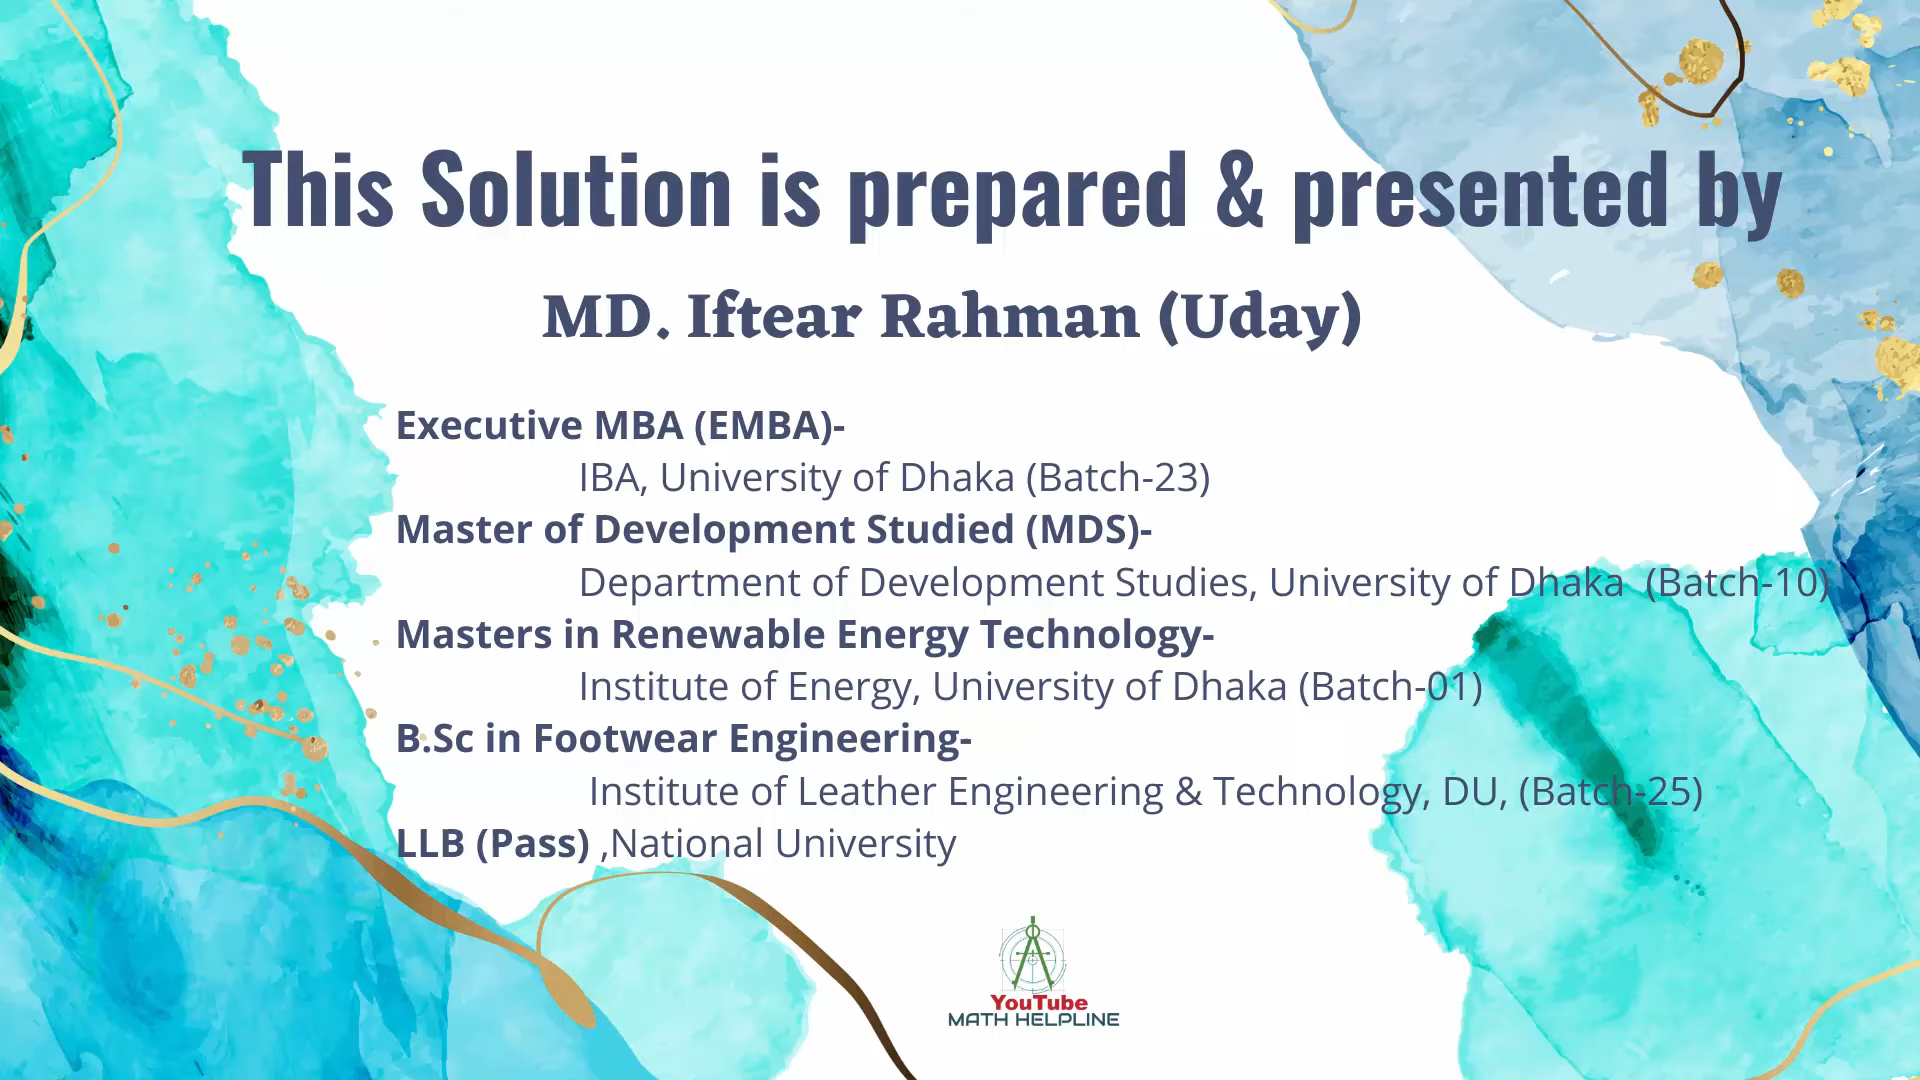 This Solution is prepared & presented by
MD. Iftear Rahman (Uday)
Executive MBA (EMBA)-
IBA, University of Dhaka (Batch-23)
Master of Development Studied (MDS)-
Department of Development Studies, University of Dhaka (Batch-10)
Masters in Renewable Energy Technology-
Institute of Energy, University of Dhaka (Batch-01)
B.Sc in Footwear Engineering-
Institute of Leather Engineering & Technology, DU, (Batch-25)
LLB (Pass) ,National University
YouTube
MATH HELPLINE